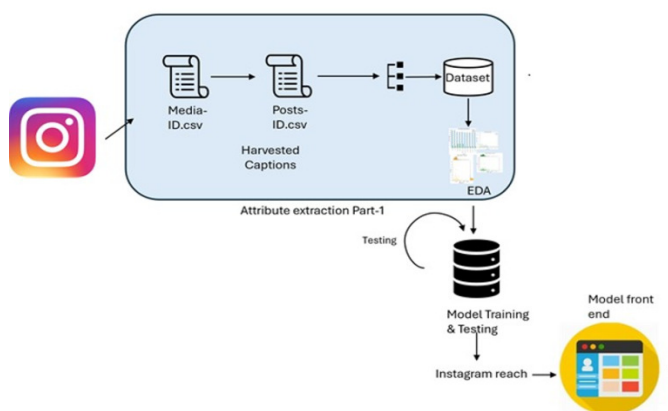 Media-
ID.csv
Posts-
ID.csv
Dataset
Harvested
Captions
EDA
Attribute extraction Part-1
Testing
Model Training
& Testing
Instagram reach
Model front
end